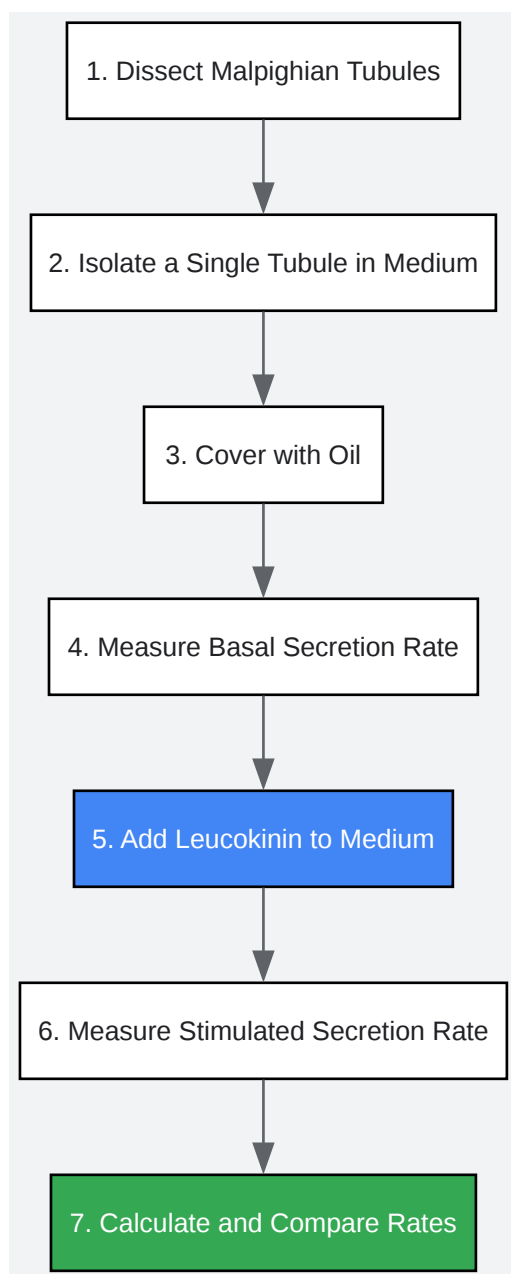 1. Dissect Malpighian Tubules
2. Isolate a Single Tubule in Medium
3. Cover with Oil
4. Measure Basal Secretion Rate
5. Add Leucokinin to Medium
6. Measure Stimulated Secretion Rate
7. Calculate and Compare Rates